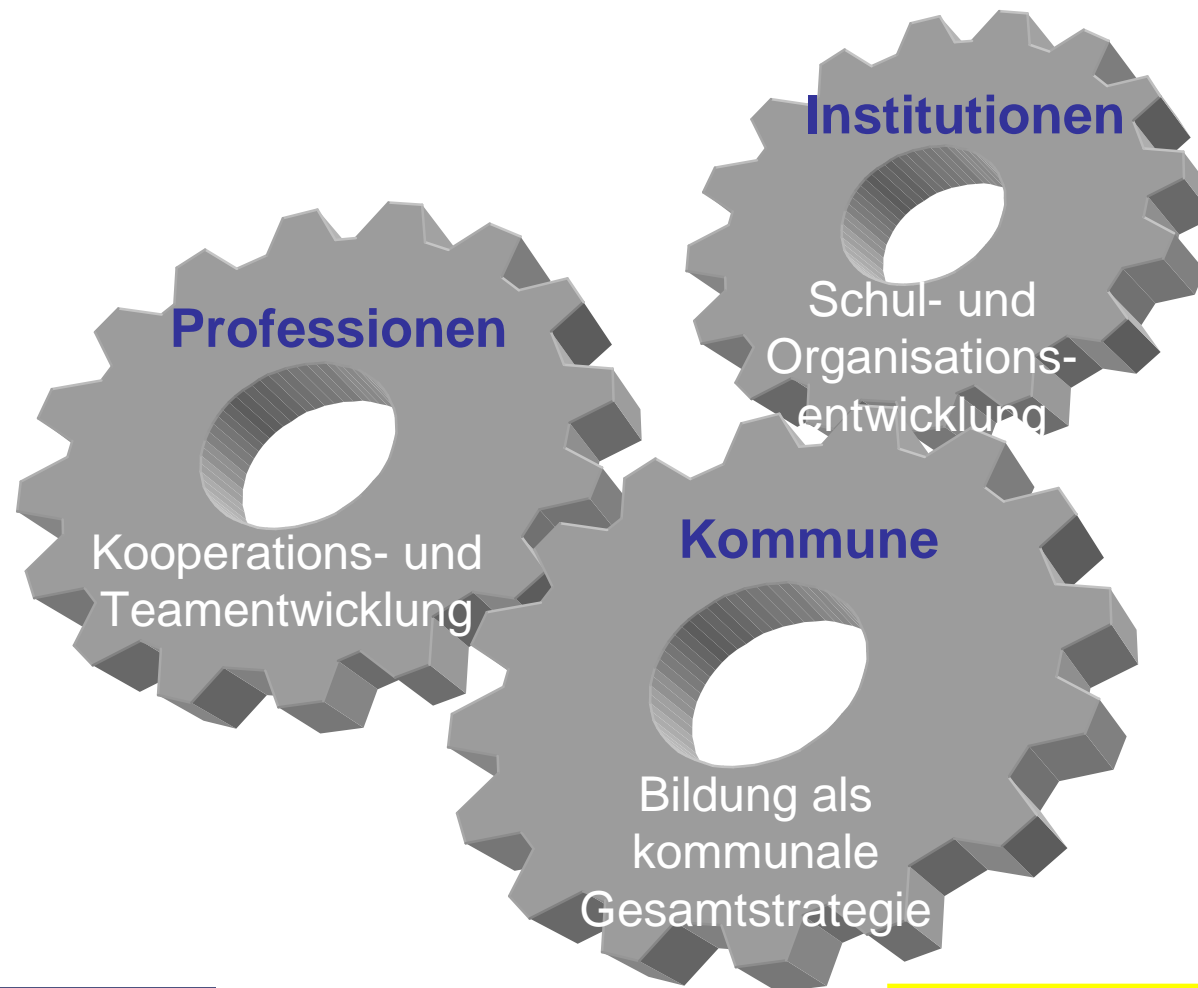 Institutionen
Schul- und
Organisations-
entwicklung
Professionen
Kooperations- und
Teamentwicklung
Kommune
Bildung als
kommunale
Gesamtstrategie